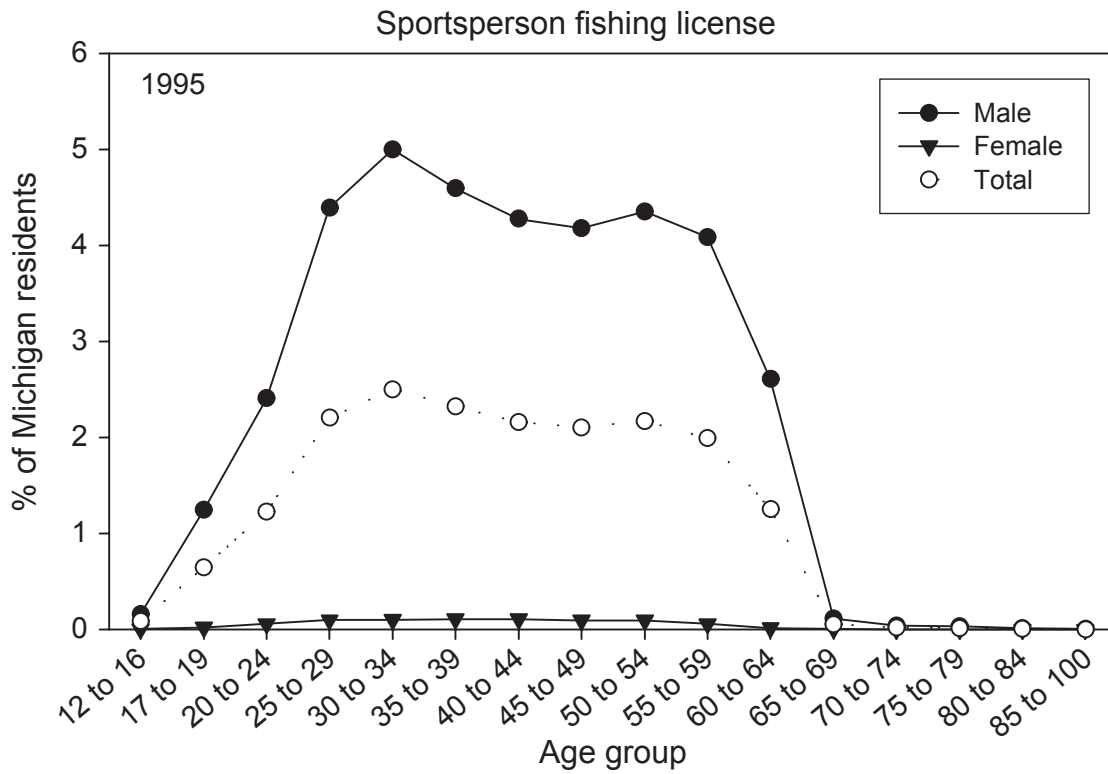 Sportsperson fishing license
6
1995
Male
Female
Total
5
4
3
2
1
0
% of Michigan residents
12 to 16
17 to 19
20 to 24
25 to 29
30 to 34
35 to 39
40 to 44
45 to 49
50 to 54
55 to 59
60 to 64
65 to 69
70 to 74
75 to 79
80 to 84
85 to 100
Age group